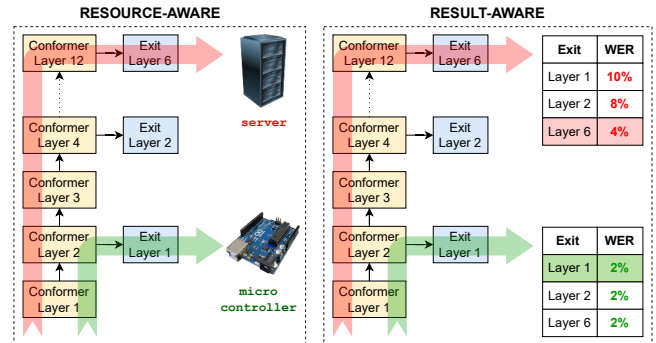 RESOURCE-AWARE
Conformer
Layer 12
Exit
Layer 6
server
Conformer
Layer 4
Exit
Layer 2
Conformer
Layer 3
Conformer
Layer 2
Exit
Layer 1
Conformer
Layer 1
micro
controller
RESULT-AWARE
Conformer
Layer 12
Exit
Layer 6
Conformer
Layer 4
Exit
Layer 2
Conformer
Layer 3
Conformer
Layer 2
Exit
Layer 1
Conformer
Layer 1
Exit WER
Layer 1 10%
Layer 2 8%
Layer 6 4%
Exit WER
Layer 1 2%
Layer 2 2%
Layer 6 2%